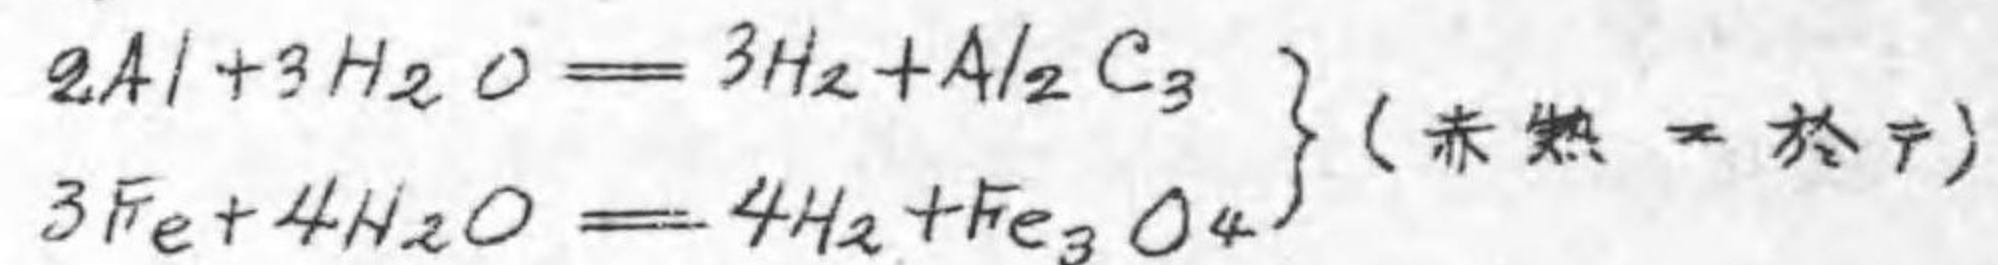 2Al+3H₂O = 3H₂+Al₂C₃
3Fe+4H₂O = 4H₂+Fe₃O₄ } (赤熱ニ於テ)